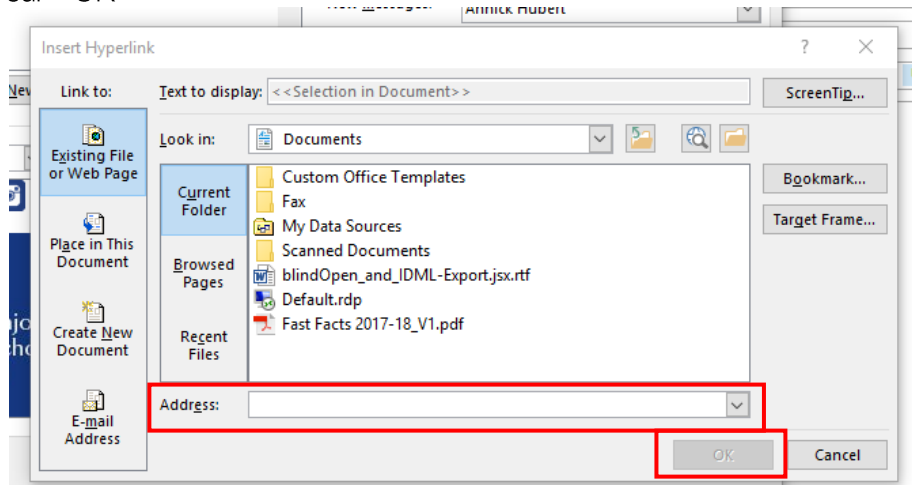 New Messages: Annick Hubert
Insert Hyperlink
? ×
Link to:
Text to display: <<Selection in Document>>
ScreenTip...
Existing File
or Web Page
Look in: Documents
Current
Folder
Custom Office Templates
Fax
My Data Sources
Scanned Documents
blindOpen_and_IDML-Export.jsx.rtf
Default.rdp
Fast Facts 2017-18_V1.pdf
Bookmark...
Target Frame...
Place in This
Document
Browsed
Pages
Create New
Document
Recent
Files
E-mail
Address
Address:
OK
Cancel